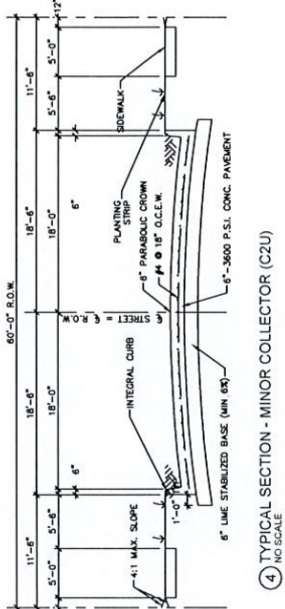 60'-0" R.O.W.
11'-6"
18'-6"
18'-6"
11'-6"
5'-0"
5'-6"
18'-0"
18'-0"
5'-6"
5'-0"
12"
6"
6"
4:1 MAX. SLOPE
INTEGRAL CURB
℄ STREET = ℄ R.O.W
6" PARABOLIC CROWN
#4 @ 18" O.C.E.W.
PLANTING
STRIP
SIDEWALK
1'-0"
6" LIME STABILIZED BASE (MIN 6%)
6"-3600 P.S.I. CONC. PAVEMENT
4 TYPICAL SECTION - MINOR COLLECTOR (C2U)
NO SCALE